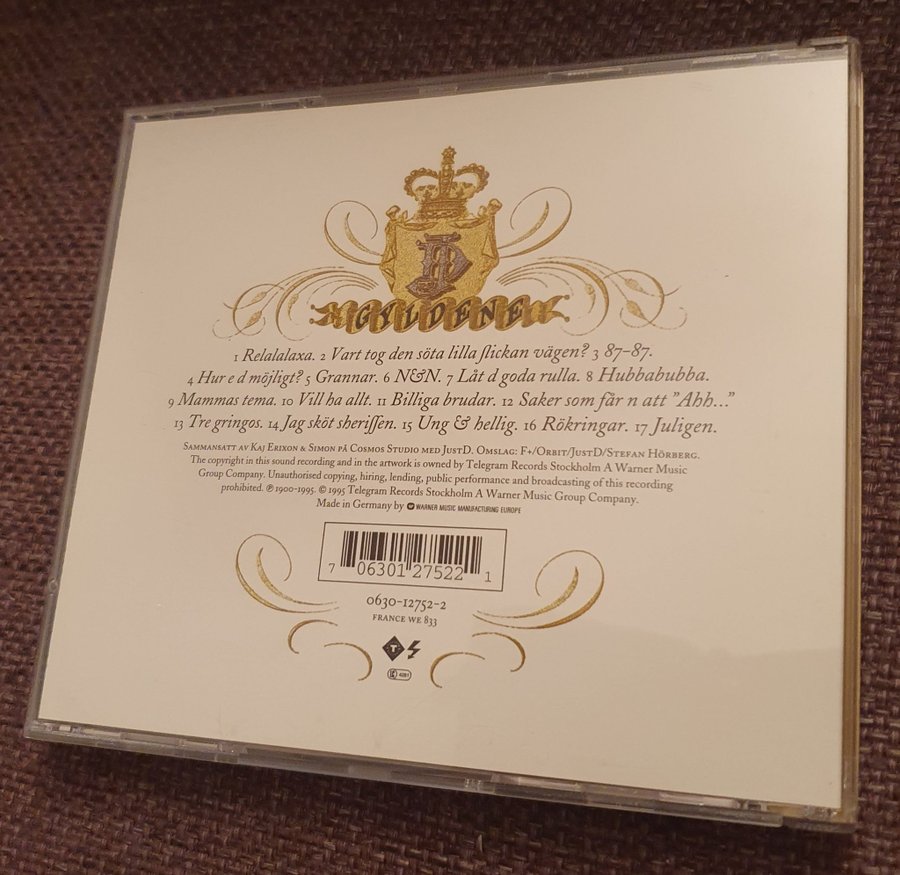 JD
GYLDENE
1 Relalalaxa. 2 Vart tog den söta lilla flickan vägen? 3 87–87.
4 Hur e d möjligt? 5 Grannar. 6 N&N. 7 Låt d goda rulla. 8 Hubbabubba.
9 Mammas tema. 10 Vill ha allt. 11 Billiga brudar. 12 Saker som får n att "Ahh..."
13 Tre gringos. 14 Jag sköt sheriffen. 15 Ung & hellig. 16 Rökringar. 17 Juligen.
Sammansatt av Kaj Erixon & Simon på Cosmos Studio med JustD. Omslag: F+/Orbit/JustD/Stefan Hörberg.
The copyright in this sound recording and in the artwork is owned by Telegram Records Stockholm A Warner Music
Group Company. Unauthorised copying, hiring, lending, public performance and broadcasting of this recording
prohibited. ℗ 1900-1995. © 1995 Telegram Records Stockholm A Warner Music Group Company.
Made in Germany by WARNER MUSIC MANUFACTURING EUROPE
7 06301 27522 1
0630-12752-2
FRANCE WE 833
T